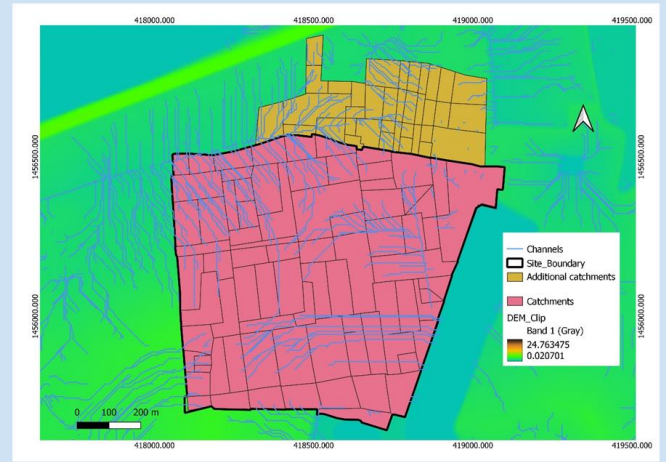 418000.000 418500.000 419000.000 419500.000
1456500.000
1456500.000
1456000.000
1456000.000
Channels
Site_Boundary
Additional catchments
Catchments
DEM_Clip
Band 1 (Gray)
24.763475
0.020701
0 100 200 m
418000.000 418500.000 419000.000 419500.000